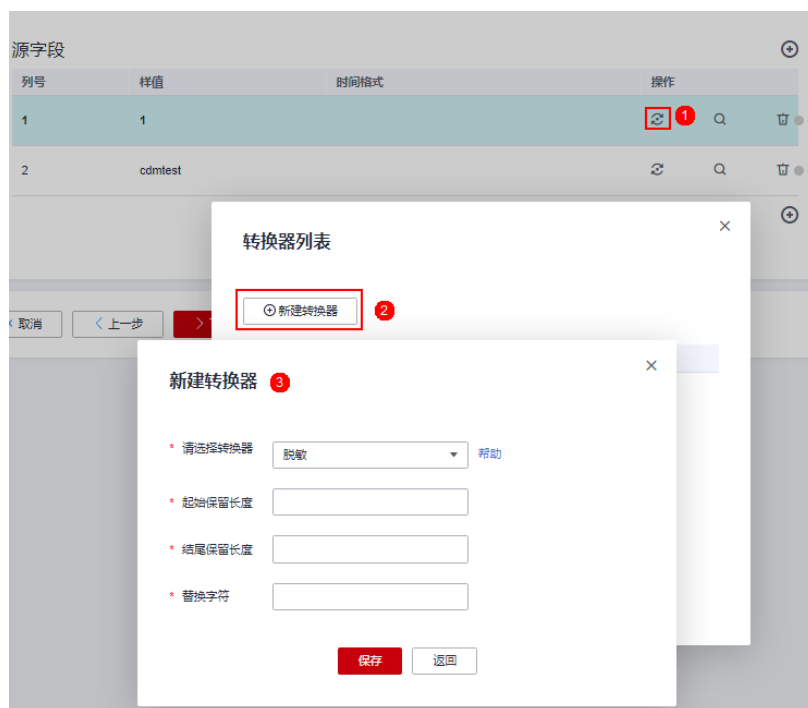 源字段
列号 样值 时间格式 操作
1 1 1
2 cdmtest
转换器列表
新建转换器 2
取消 上一步
新建转换器 3
* 请选择转换器 脱敏 帮助
* 起始保留长度
* 结尾保留长度
* 替换字符
保存 返回